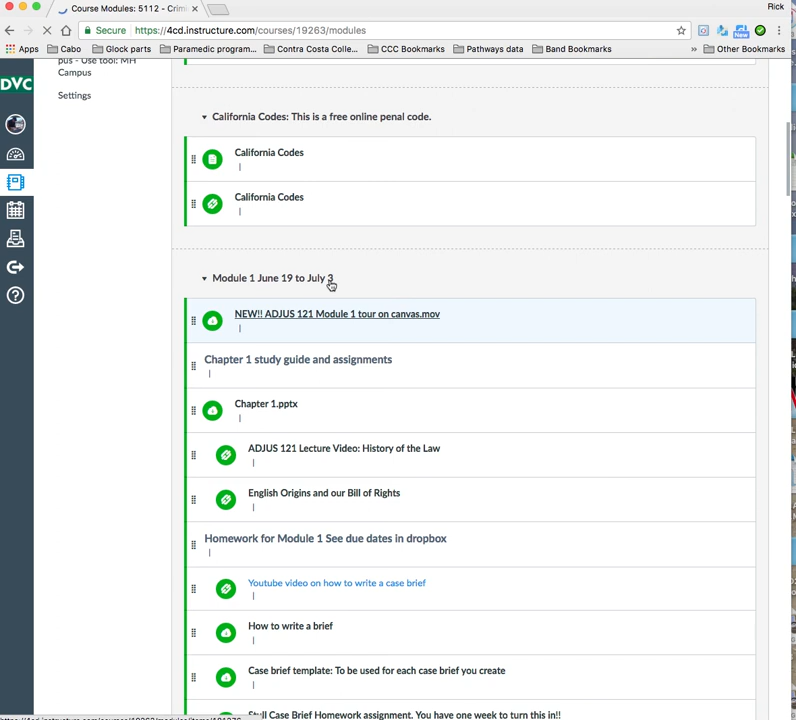 Course Modules: 5112 - Crim
Rick
Secure
https://4cd.instructure.com/courses/19263/modules
New
Apps
Cabo
Glock parts
Paramedic program...
Contra Costa Colle...
CCC Bookmarks
Pathways data
Band Bookmarks
»
Other Bookmarks
DVC
pus - Use tool: MH
Campus
Settings
California Codes: This is a free online penal code.
California Codes
California Codes
Module 1 June 19 to July 3
NEW!! ADJUS 121 Module 1 tour on canvas.mov
Chapter 1 study guide and assignments
Chapter 1.pptx
ADJUS 121 Lecture Video: History of the Law
English Origins and our Bill of Rights
Homework for Module 1 See due dates in dropbox
Youtube video on how to write a case brief
How to write a brief
Case brief template: To be used for each case brief you create
Case Brief Homework assignment. You have one week to turn this in!!